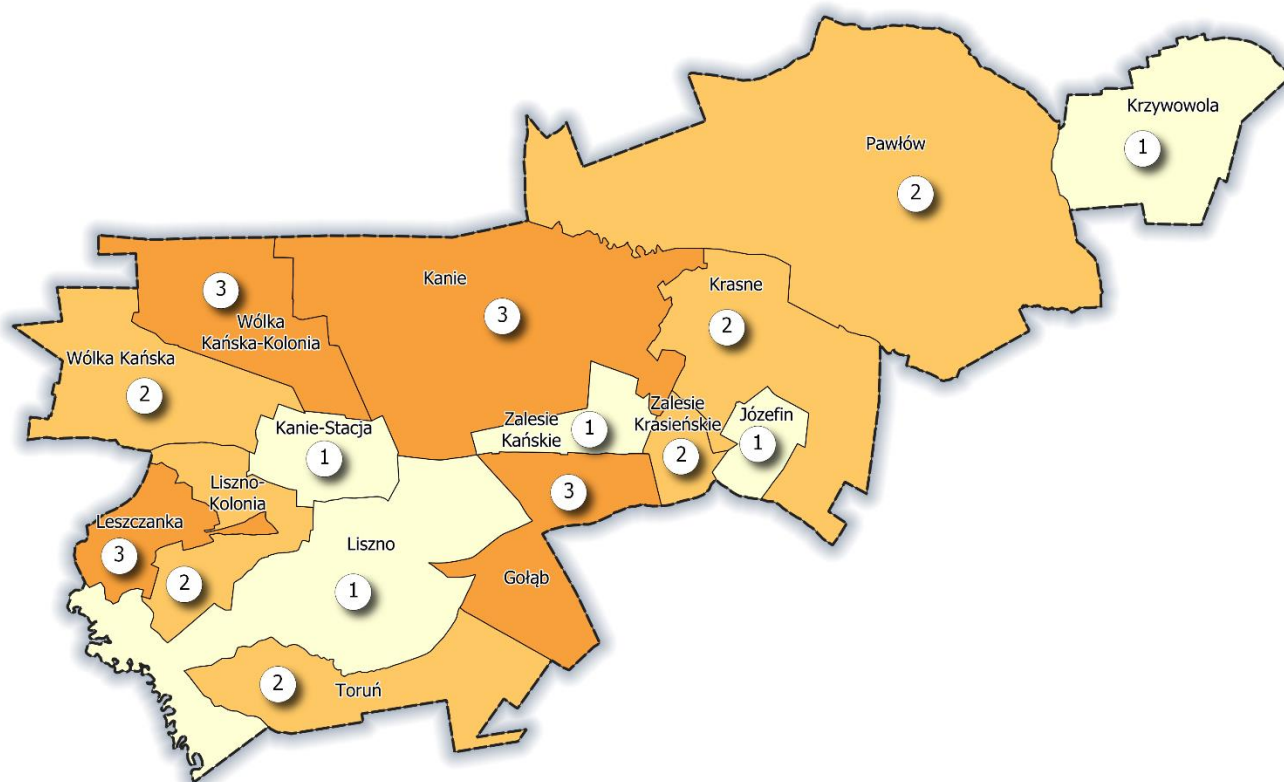 Krzywowola
1
Pawłów
2
Kanie
3
Krasne
2
3
Wólka
Kańska-Kolonia
Wólka Kańska
2
Zalesie
Kańskie
1
Zalesie
Krasieńskie
2
Józefin
1
Kanie-Stacja
1
Liszno-
Kolonia
2
3
Leszczanka
3
Liszno
1
Gołąb
Toruń
2